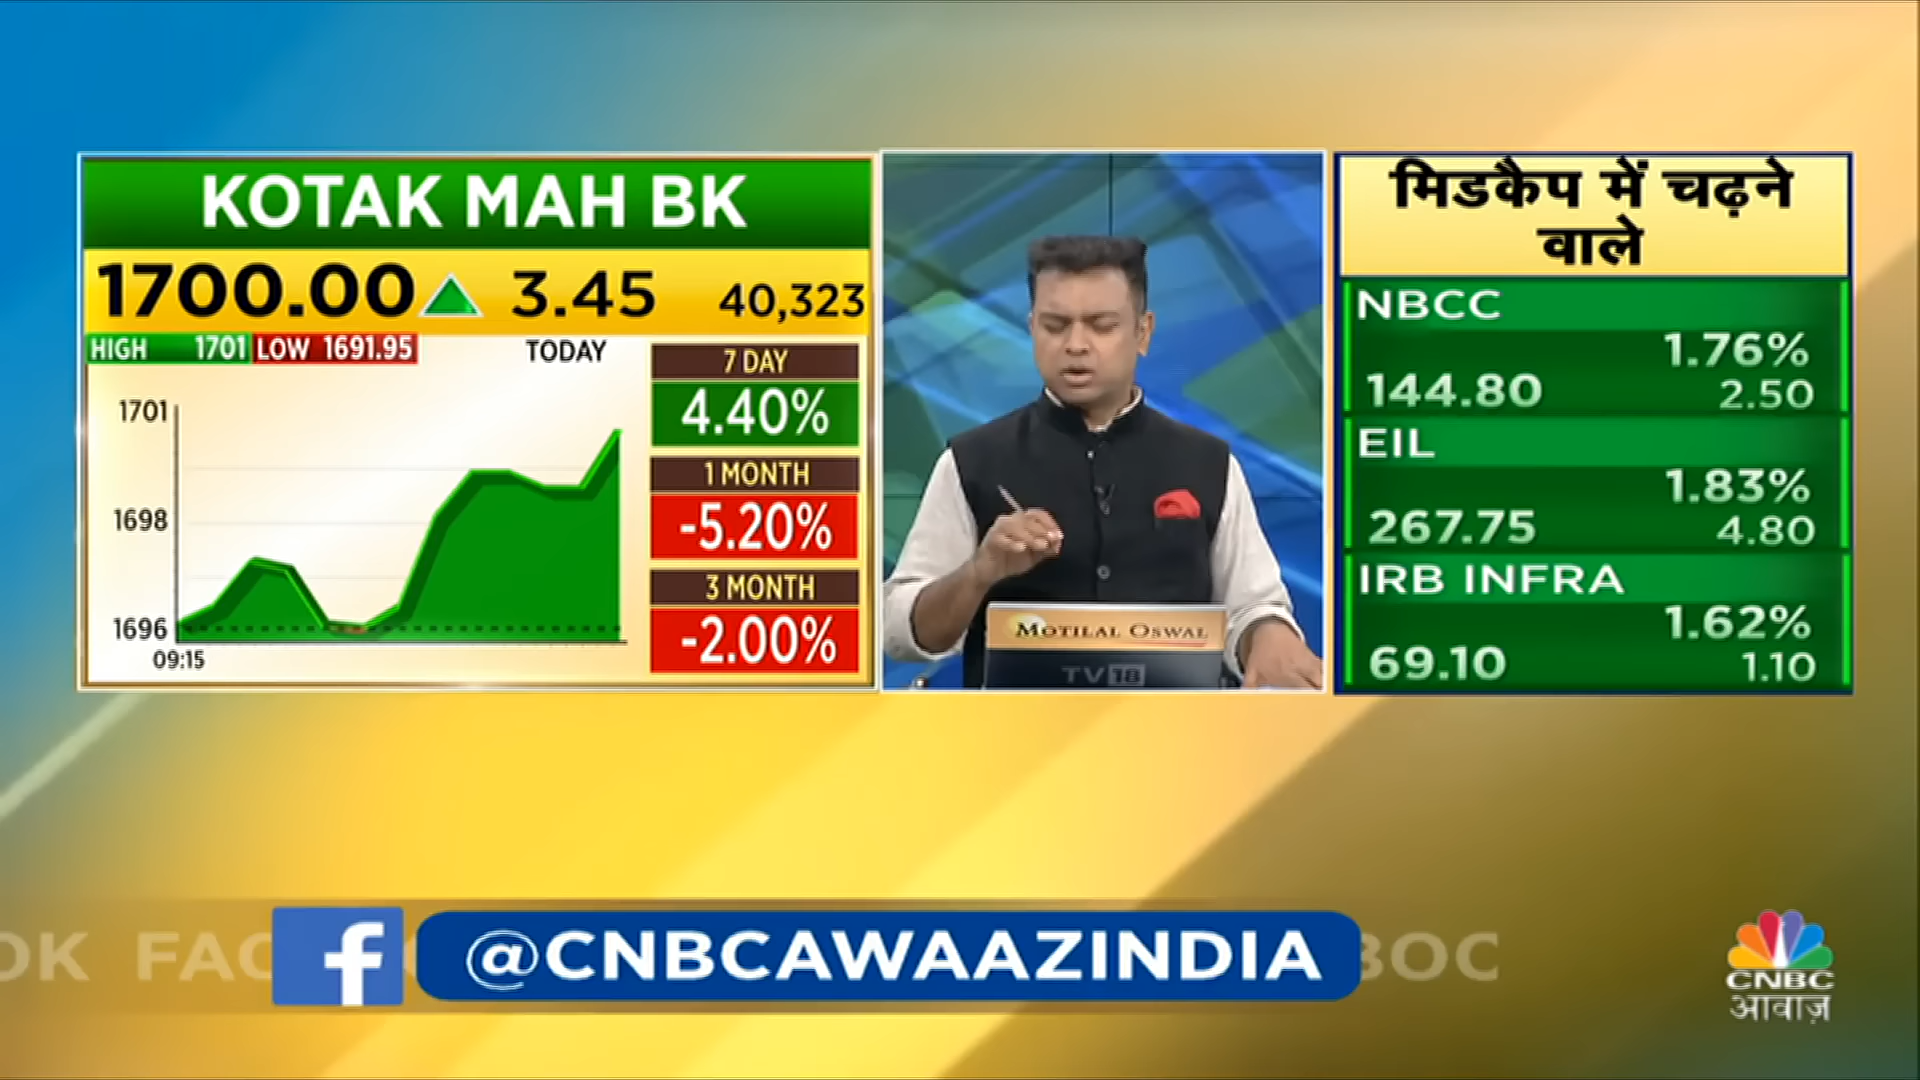 KOTAK MAH BK
1700.00 3.45 40,323
HIGH 1701 LOW 1691.95
TODAY
1701
1698
1696
09:15
7 DAY
4.40%
1 MONTH
-5.20%
3 MONTH
-2.00%
MOTILAL OSWAL
TV18
मिडकैप में चढ़ने
वाले
NBCC
1.76%
144.80 2.50
EIL
1.83%
267.75 4.80
IRB INFRA
1.62%
69.10 1.10
OK FAC
f @CNBCAWAAZINDIA
BOC
CNBC
आवाज़